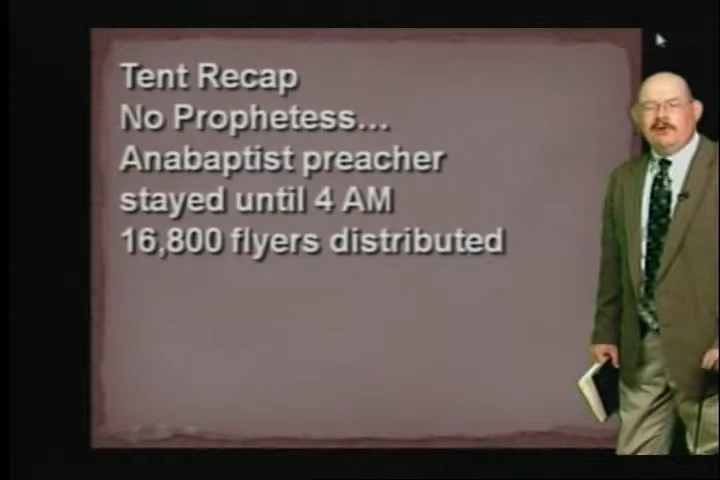 Tent Recap
No Prophetess...
Anabaptist preacher
stayed until 4 AM
16,800 flyers distributed